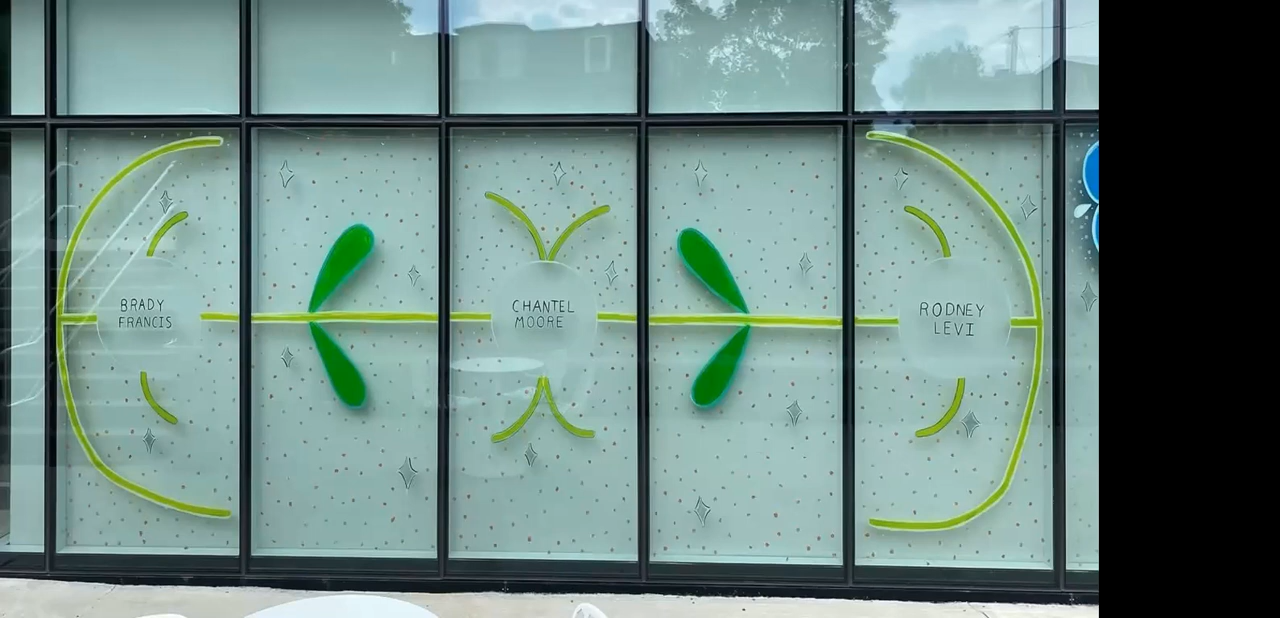 BRADY
FRANCIS
CHANTEL
MOORE
RODNEY
LEVI